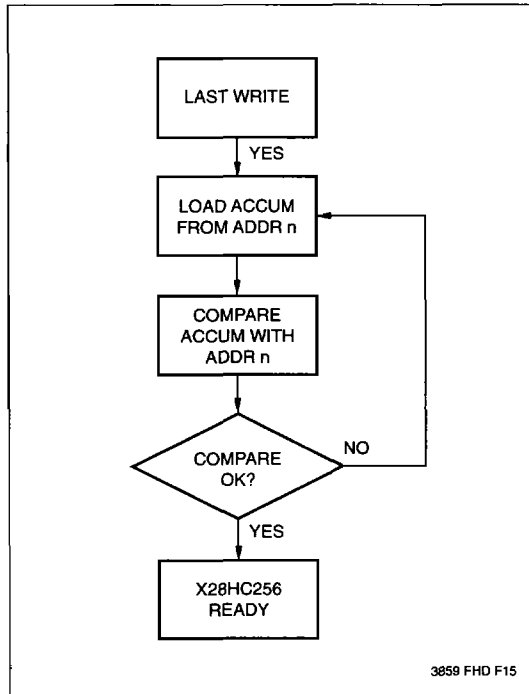 LAST WRITE
YES
LOAD ACCUM
FROM ADDR n
COMPARE
ACCUM WITH
ADDR n
COMPARE
OK?
NO
YES
X28HC256
READY
3859 FHD F15